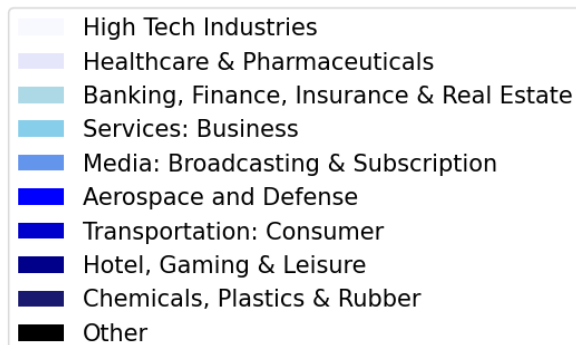 High Tech Industries
Healthcare & Pharmaceuticals
Banking, Finance, Insurance & Real Estate
Services: Business
Media: Broadcasting & Subscription
Aerospace and Defense
Transportation: Consumer
Hotel, Gaming & Leisure
Chemicals, Plastics & Rubber
Other